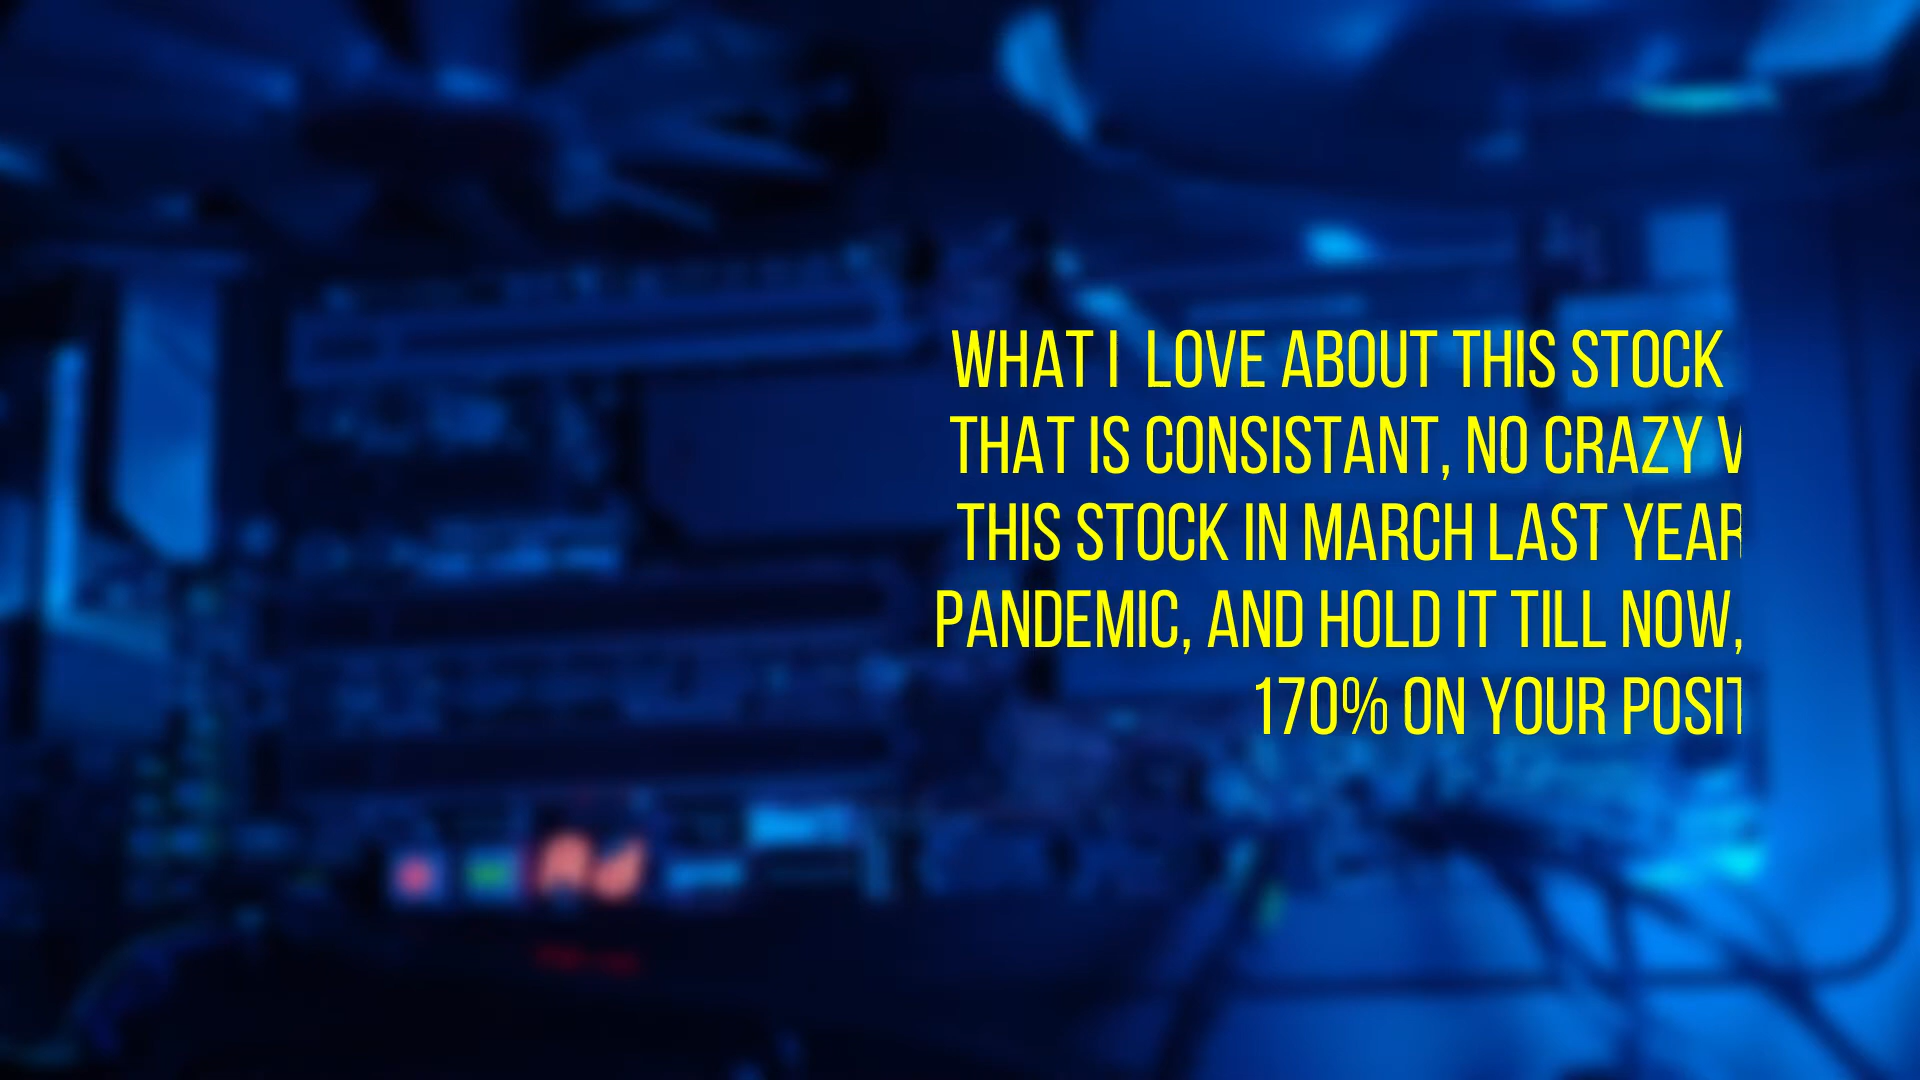 WHAT I LOVE ABOUT THIS STOCK
THAT IS CONSISTANT, NO CRAZY
THIS STOCK IN MARCH LAST YEAR
PANDEMIC, AND HOLD IT TILL NOW,
170% ON YOUR